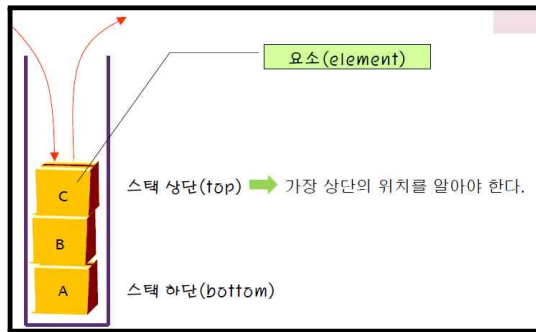 요소(element)
C
스택 상단(top) 가장 상단의 위치를 알아야 한다.
B
A
스택 하단(bottom)